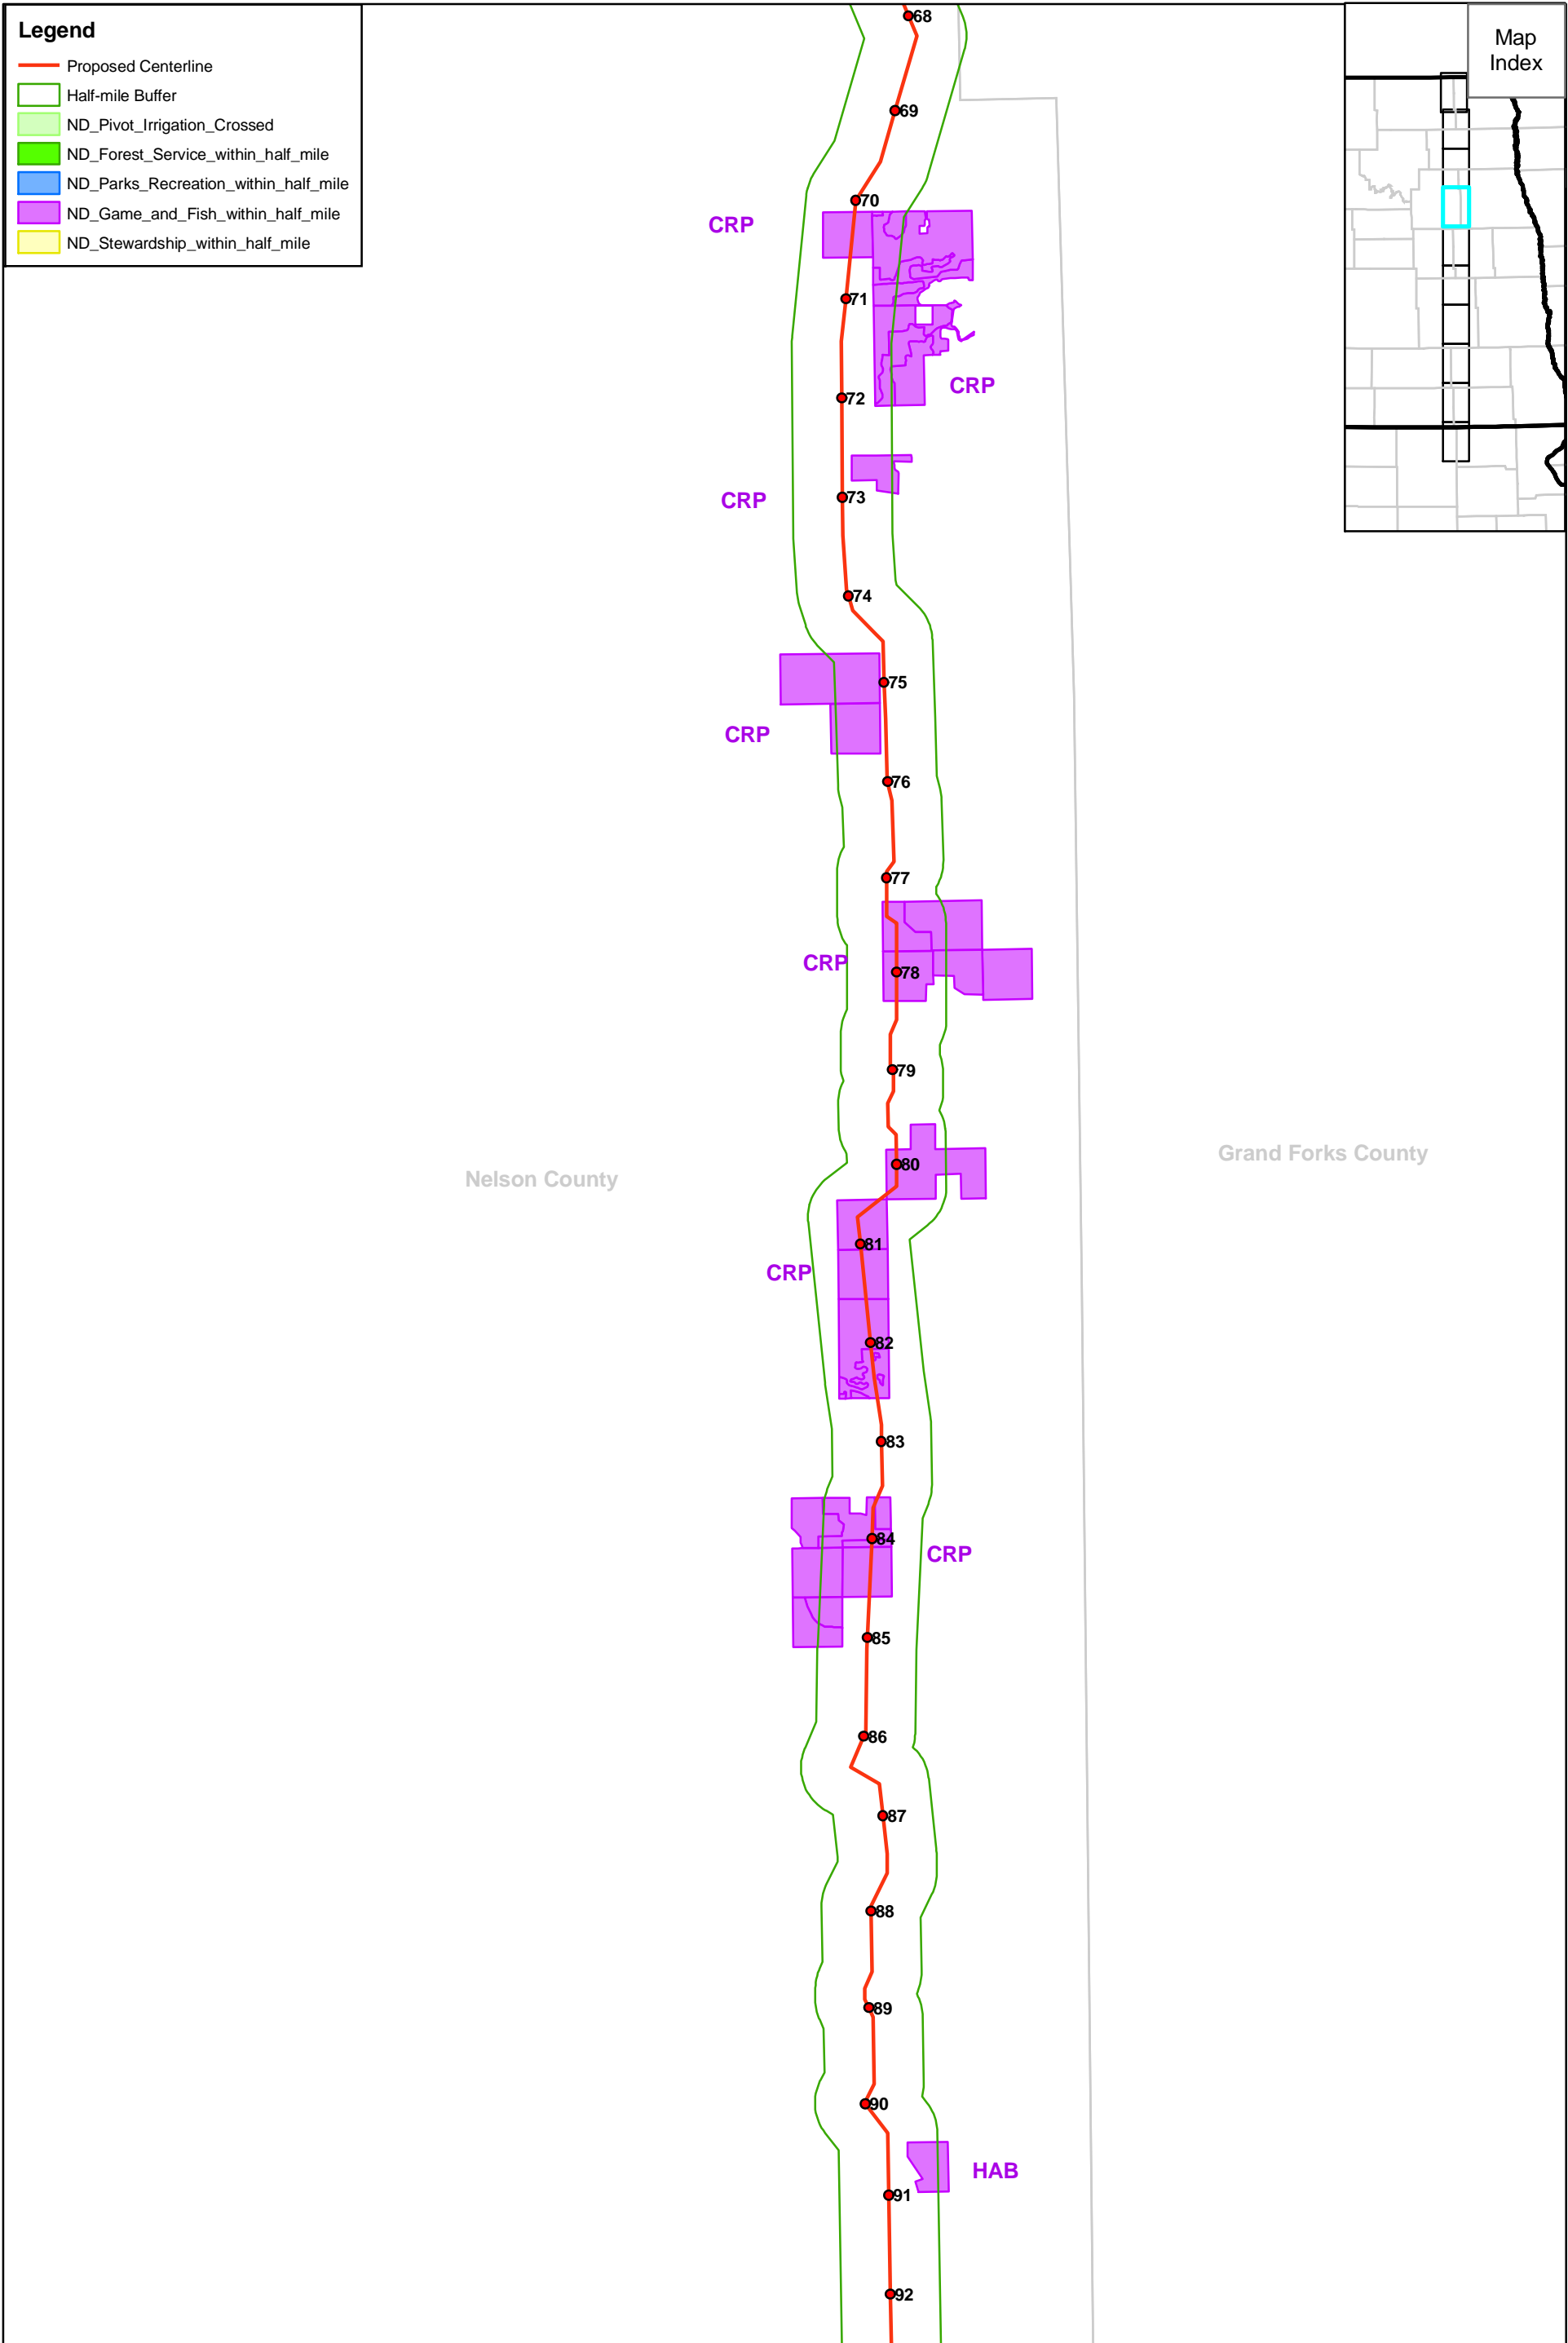 Legend
Proposed Centerline
Half-mile Buffer
ND_Pivot_Irrigation_Crossed
ND_Forest_Service_within_half_mile
ND_Parks_Recreation_within_half_mile
ND_Game_and_Fish_within_half_mile
ND_Stewardship_within_half_mile
Map
Index
68
69
70
CRP
71
CRP
72
CRP
73
74
75
CRP
76
77
CRP
78
79
Grand Forks County
80
Nelson County
81
CRP
82
83
84
CRP
85
86
87
88
89
90
HAB
91
92